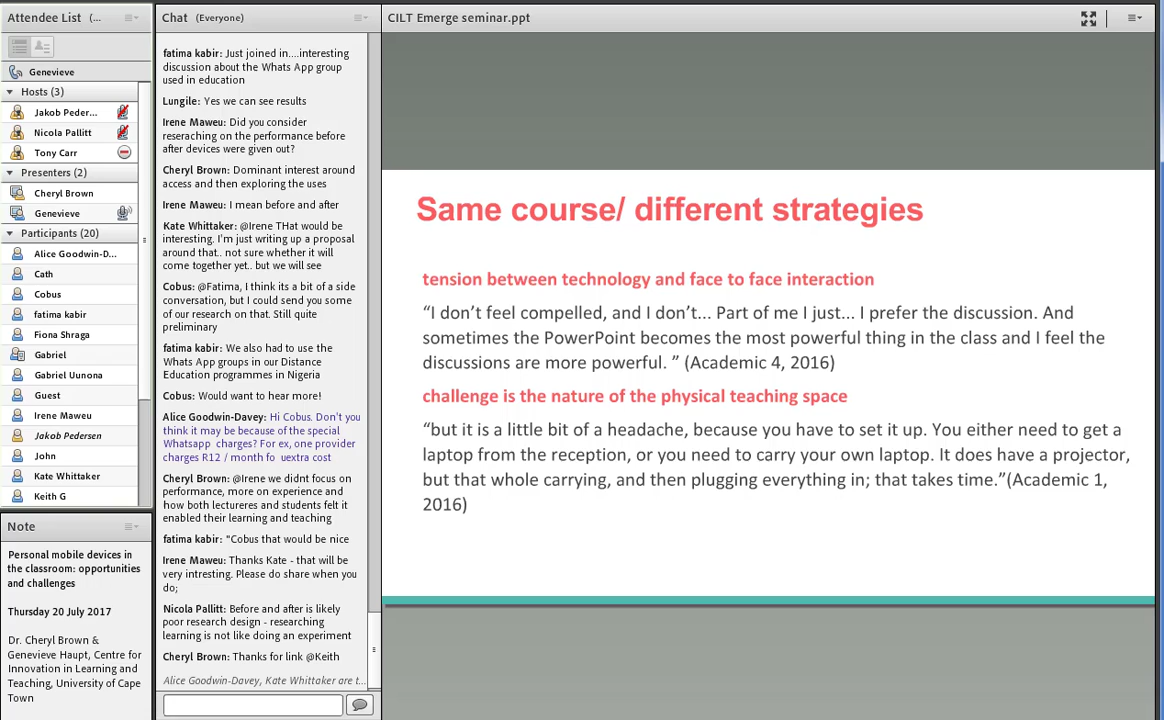 Attendee List (...
Genevieve
Hosts (3)
Jakob Peder...
Nicola Pallitt
Tony Carr
Presenters (2)
Cheryl Brown
Genevieve
Participants (20)
Alice Goodwin-D...
Cath
Cobus
fatima kabir
Fiona Shraga
Gabriel
Gabriel Uunona
Guest
Irene Maweu
Jakob Pedersen
John
Kate Whittaker
Keith G
Note
Personal mobile devices in
the classroom: opportunities
and challenges
Thursday 20 July 2017
Dr. Cheryl Brown &
Genevieve Haupt, Centre for
Innovation in Learning and
Teaching, University of Cape
Town
Chat (Everyone)
fatima kabir: Just joined in....interesting
discussion about the Whats App group
used in education
Lungile: Yes we can see results
Irene Maweu: Did you consider
reseraching on the performance before
after devices were given out?
Cheryl Brown: Dominant interest around
access and then exploring the uses
Irene Maweu: I mean before and after
Kate Whittaker: @Irene THat would be
interesting. I'm just writing up a proposal
around that.. not sure whether it will
come together yet.. but we will see
Cobus: @Fatima, I think its a bit of a side
conversation, but I could send you some
of our research on that. Still quite
preliminary
fatima kabir: We also had to use the
Whats App groups in our Distance
Education programmes in Nigeria
Cobus: Would want to hear more!
Alice Goodwin-Davey: Hi Cobus. Don't you
think it may be because of the special
Whatsapp charges? For ex, one provider
charges R12 / month fo uextra cost
Cheryl Brown: @Irene we didnt focus on
performance, more on experience and
how both lectureres and students felt it
enabled their learning and teaching
fatima kabir: "Cobus that would be nice
Irene Maweu: Thanks Kate - that will be
very intresting. Please do share when you
do;
Nicola Pallitt: Before and after is likely
poor research design - researching
learning is not like doing an experiment
Cheryl Brown: Thanks for link @Keith
Alice Goodwin-Davey, Kate Whittaker are t...
CILT Emerge seminar.ppt
Same course/ different strategies
tension between technology and face to face interaction
“I don’t feel compelled, and I don’t... Part of me I just... I prefer the discussion. And
sometimes the PowerPoint becomes the most powerful thing in the class and I feel the
discussions are more powerful. ” (Academic 4, 2016)
challenge is the nature of the physical teaching space
“but it is a little bit of a headache, because you have to set it up. You either need to get a
laptop from the reception, or you need to carry your own laptop. It does have a projector,
but that whole carrying, and then plugging everything in; that takes time.”(Academic 1,
2016)